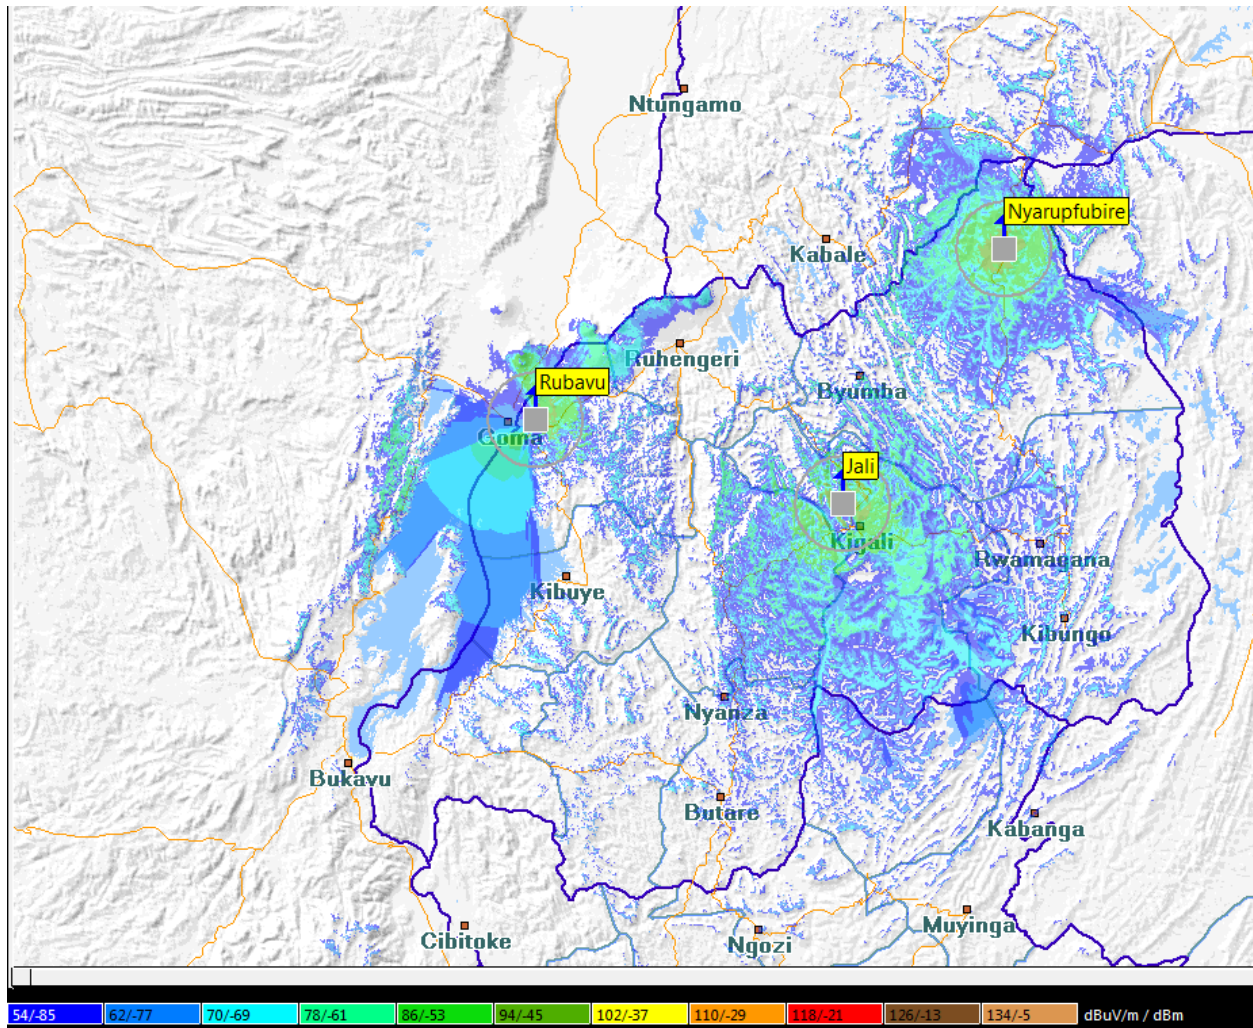 Ntungamo
Nyarupfubire
Kabale
Ruhengeri
Rubavu
Byumba
Goma
Jali
Kigali
Rwamagana
Kibuye
Kibungo
Nyanza
Bukavu
Butare
Kabanga
Muyinga
Cibitoke
Ngozi
54/-85 62/-77 70/-69 78/-61 86/-53 94/-45 102/-37 110/-29 118/-21 126/-13 134/-5 dBuV/m / dBm